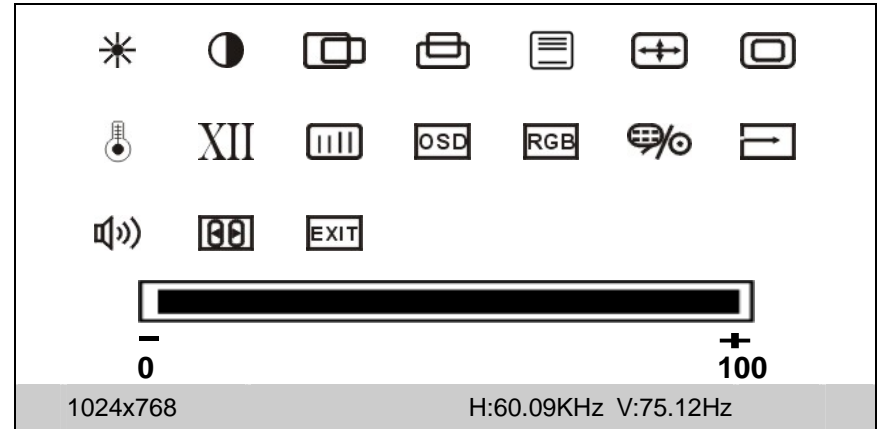 XII OSD RGB
EXIT
- +
0 100
1024x768 H:60.09KHz V:75.12Hz